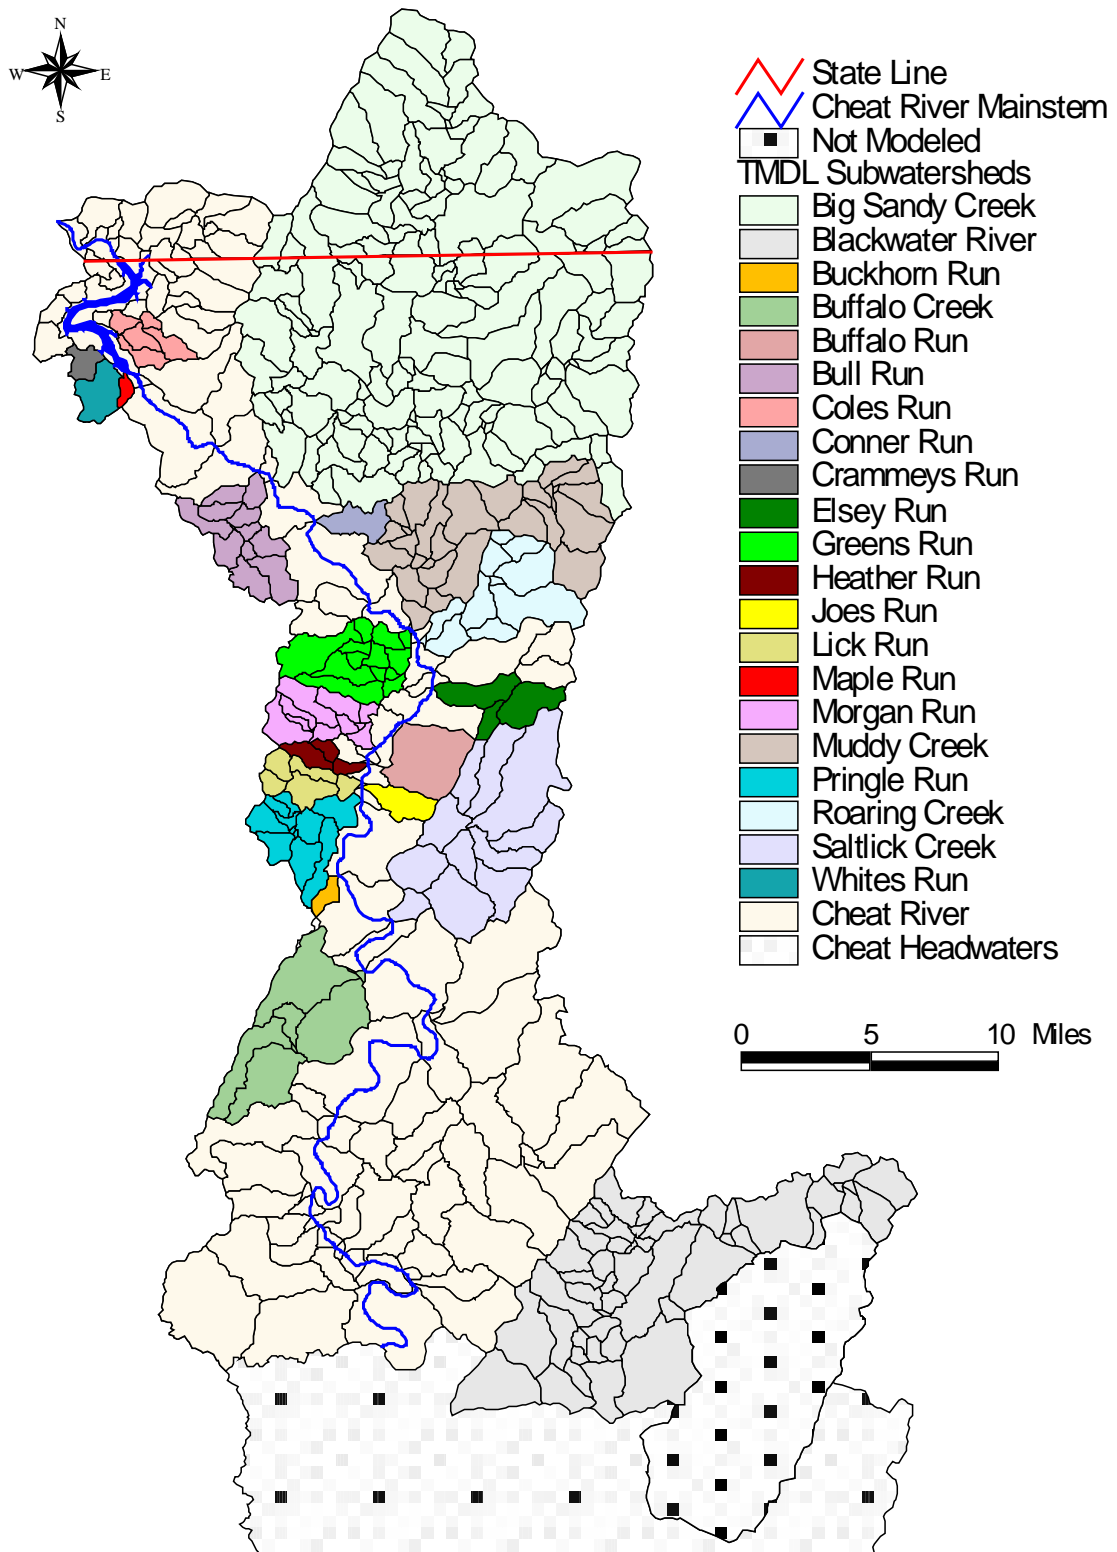 N
W E
S
State Line
Cheat River Mainstem
Not Modeled
TMDL Subwatersheds
Big Sandy Creek
Blackwater River
Buckhorn Run
Buffalo Creek
Buffalo Run
Bull Run
Coles Run
Conner Run
Crammeys Run
Elsey Run
Greens Run
Heather Run
Joes Run
Lick Run
Maple Run
Morgan Run
Muddy Creek
Pringle Run
Roaring Creek
Saltlick Creek
Whites Run
Cheat River
Cheat Headwaters
0 5 10 Miles